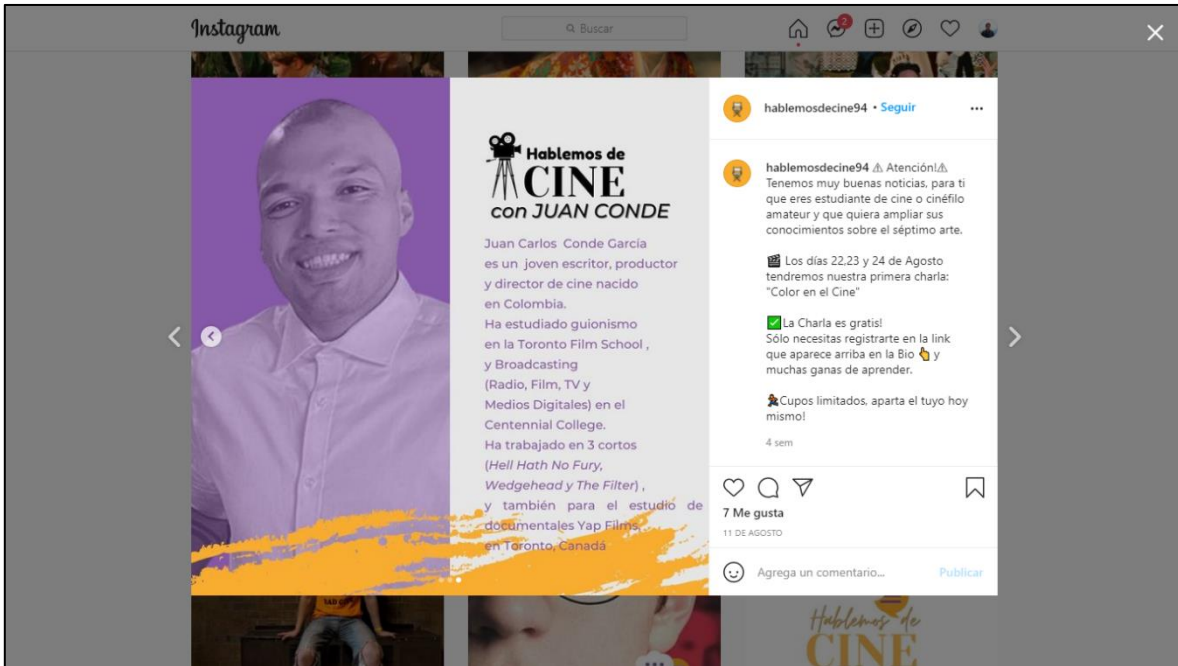 Instagram
Buscar
2
Hablemos de
CINE
con JUAN CONDE
Juan Carlos Conde García
es un joven escritor, productor
y director de cine nacido
en Colombia.
Ha estudiado guionismo
en la Toronto Film School ,
y Broadcasting
(Radio, Film, TV y
Medios Digitales) en el
Centennial College.
Ha trabajado en 3 cortos
(Hell Hath No Fury,
Wedgehead y The Filter) ,
y también para el estudio de
documentales Yap Films,
en Toronto, Canadá
hablemosdecine94 • Seguir
hablemosdecine94 ⚠ Atención!⚠
Tenemos muy buenas noticias, para ti
que eres estudiante de cine o cinéfilo
amateur y que quiera ampliar sus
conocimientos sobre el séptimo arte.
🎬 Los días 22,23 y 24 de Agosto
tendremos nuestra primera charla:
"Color en el Cine"
✅La Charla es gratis!
Sólo necesitas registrarte en la link
que aparece arriba en la Bio👆 y
muchas ganas de aprender.
🏃Cupos limitados, aparta el tuyo hoy
mismo!
4 sem
7 Me gusta
11 DE AGOSTO
Agrega un comentario... Publicar
Hablemos de
CINE